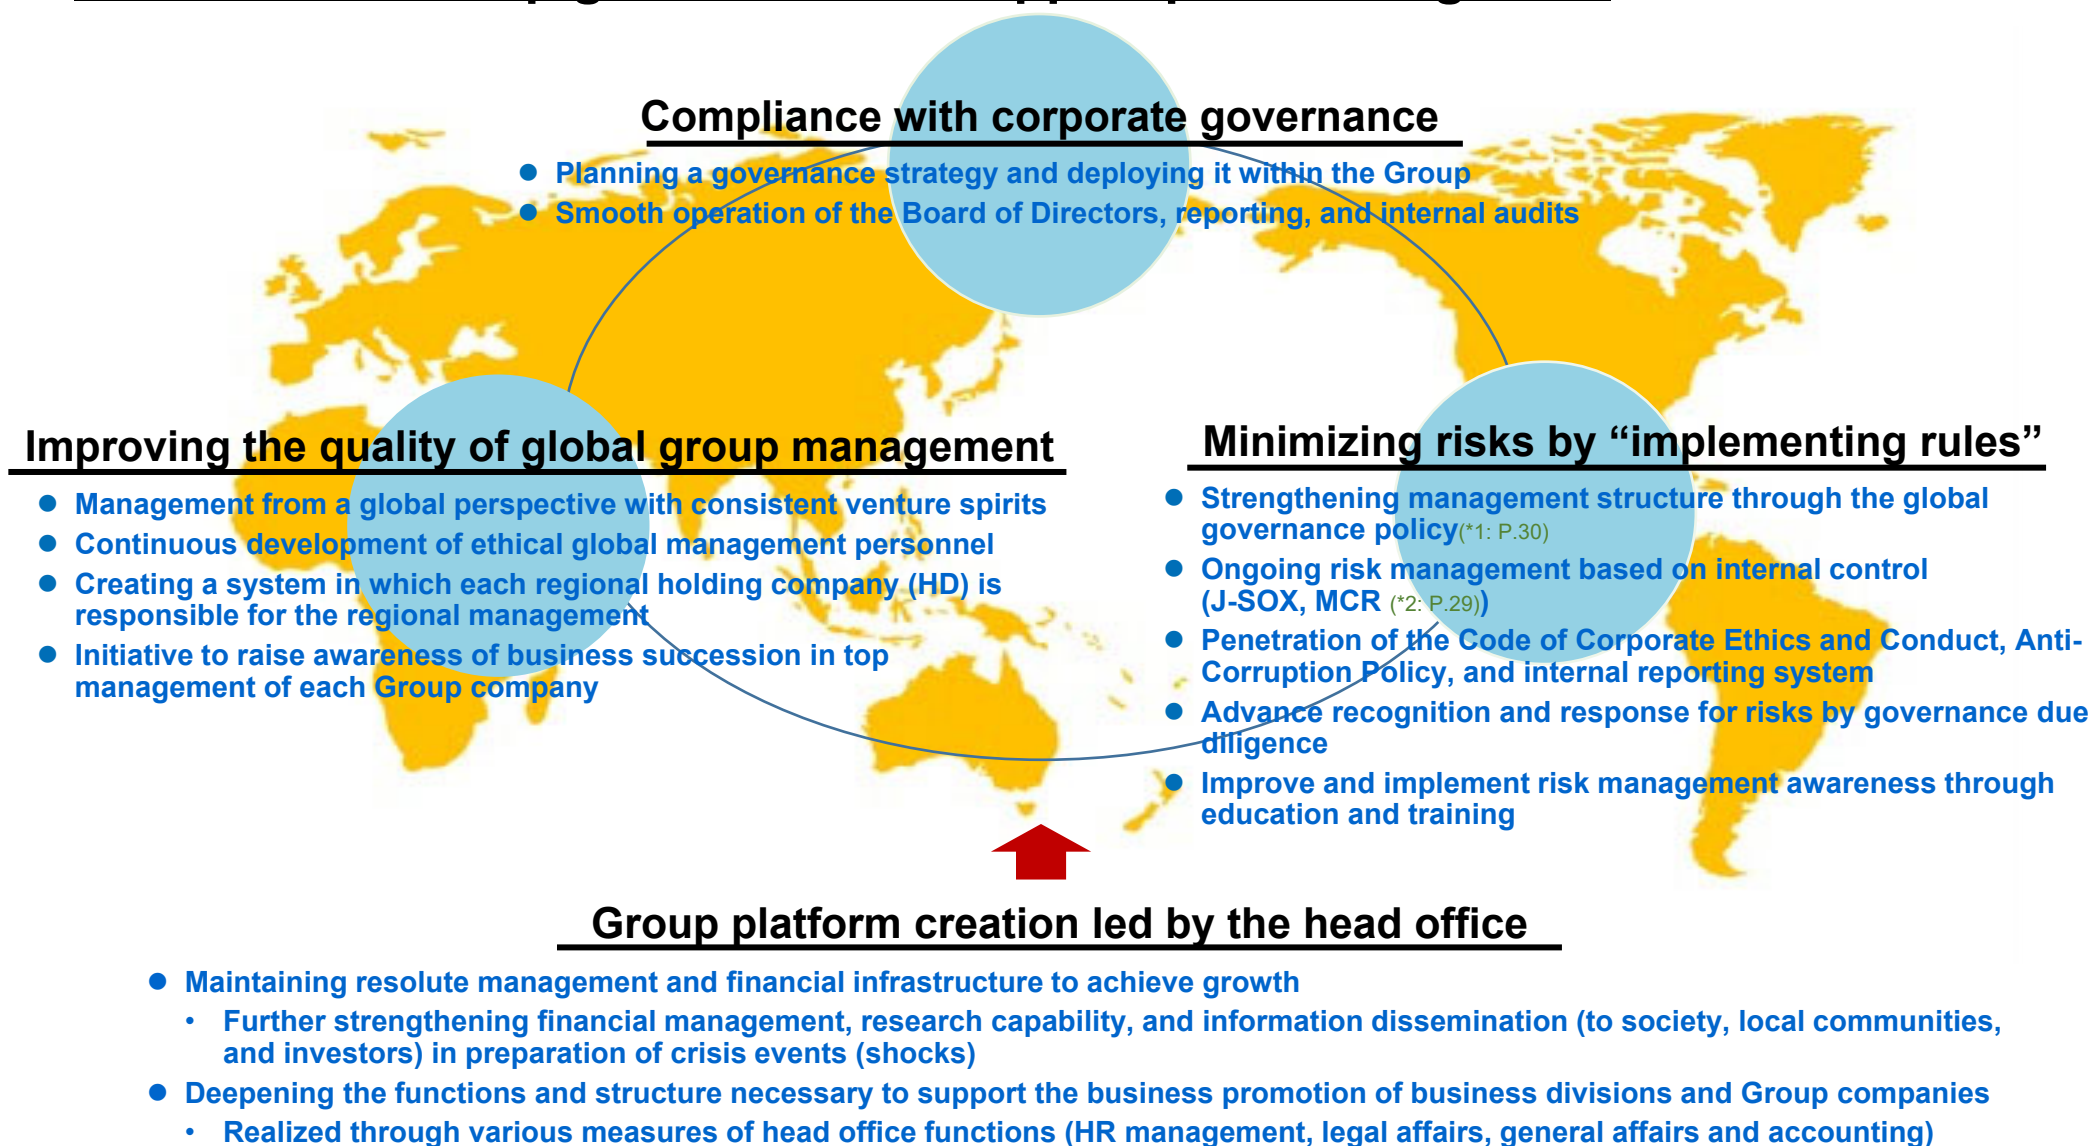 Compliance with corporate governance
● Planning a governance strategy and deploying it within the Group
● Smooth operation of the Board of Directors, reporting, and internal audits
Improving the quality of global group management
● Management from a global perspective with consistent venture spirits
● Continuous development of ethical global management personnel
● Creating a system in which each regional holding company (HD) is
responsible for the regional management
● Initiative to raise awareness of business succession in top
management of each Group company
Minimizing risks by “implementing rules”
● Strengthening management structure through the global
governance policy(*1: P.30)
● Ongoing risk management based on internal control
(J-SOX, MCR (*2: P.29))
● Penetration of the Code of Corporate Ethics and Conduct, Anti-
Corruption Policy, and internal reporting system
● Advance recognition and response for risks by governance due
diligence
● Improve and implement risk management awareness through
education and training
Group platform creation led by the head office
● Maintaining resolute management and financial infrastructure to achieve growth
• Further strengthening financial management, research capability, and information dissemination (to society, local communities,
and investors) in preparation of crisis events (shocks)
● Deepening the functions and structure necessary to support the business promotion of business divisions and Group companies
• Realized through various measures of head office functions (HR management, legal affairs, general affairs and accounting)